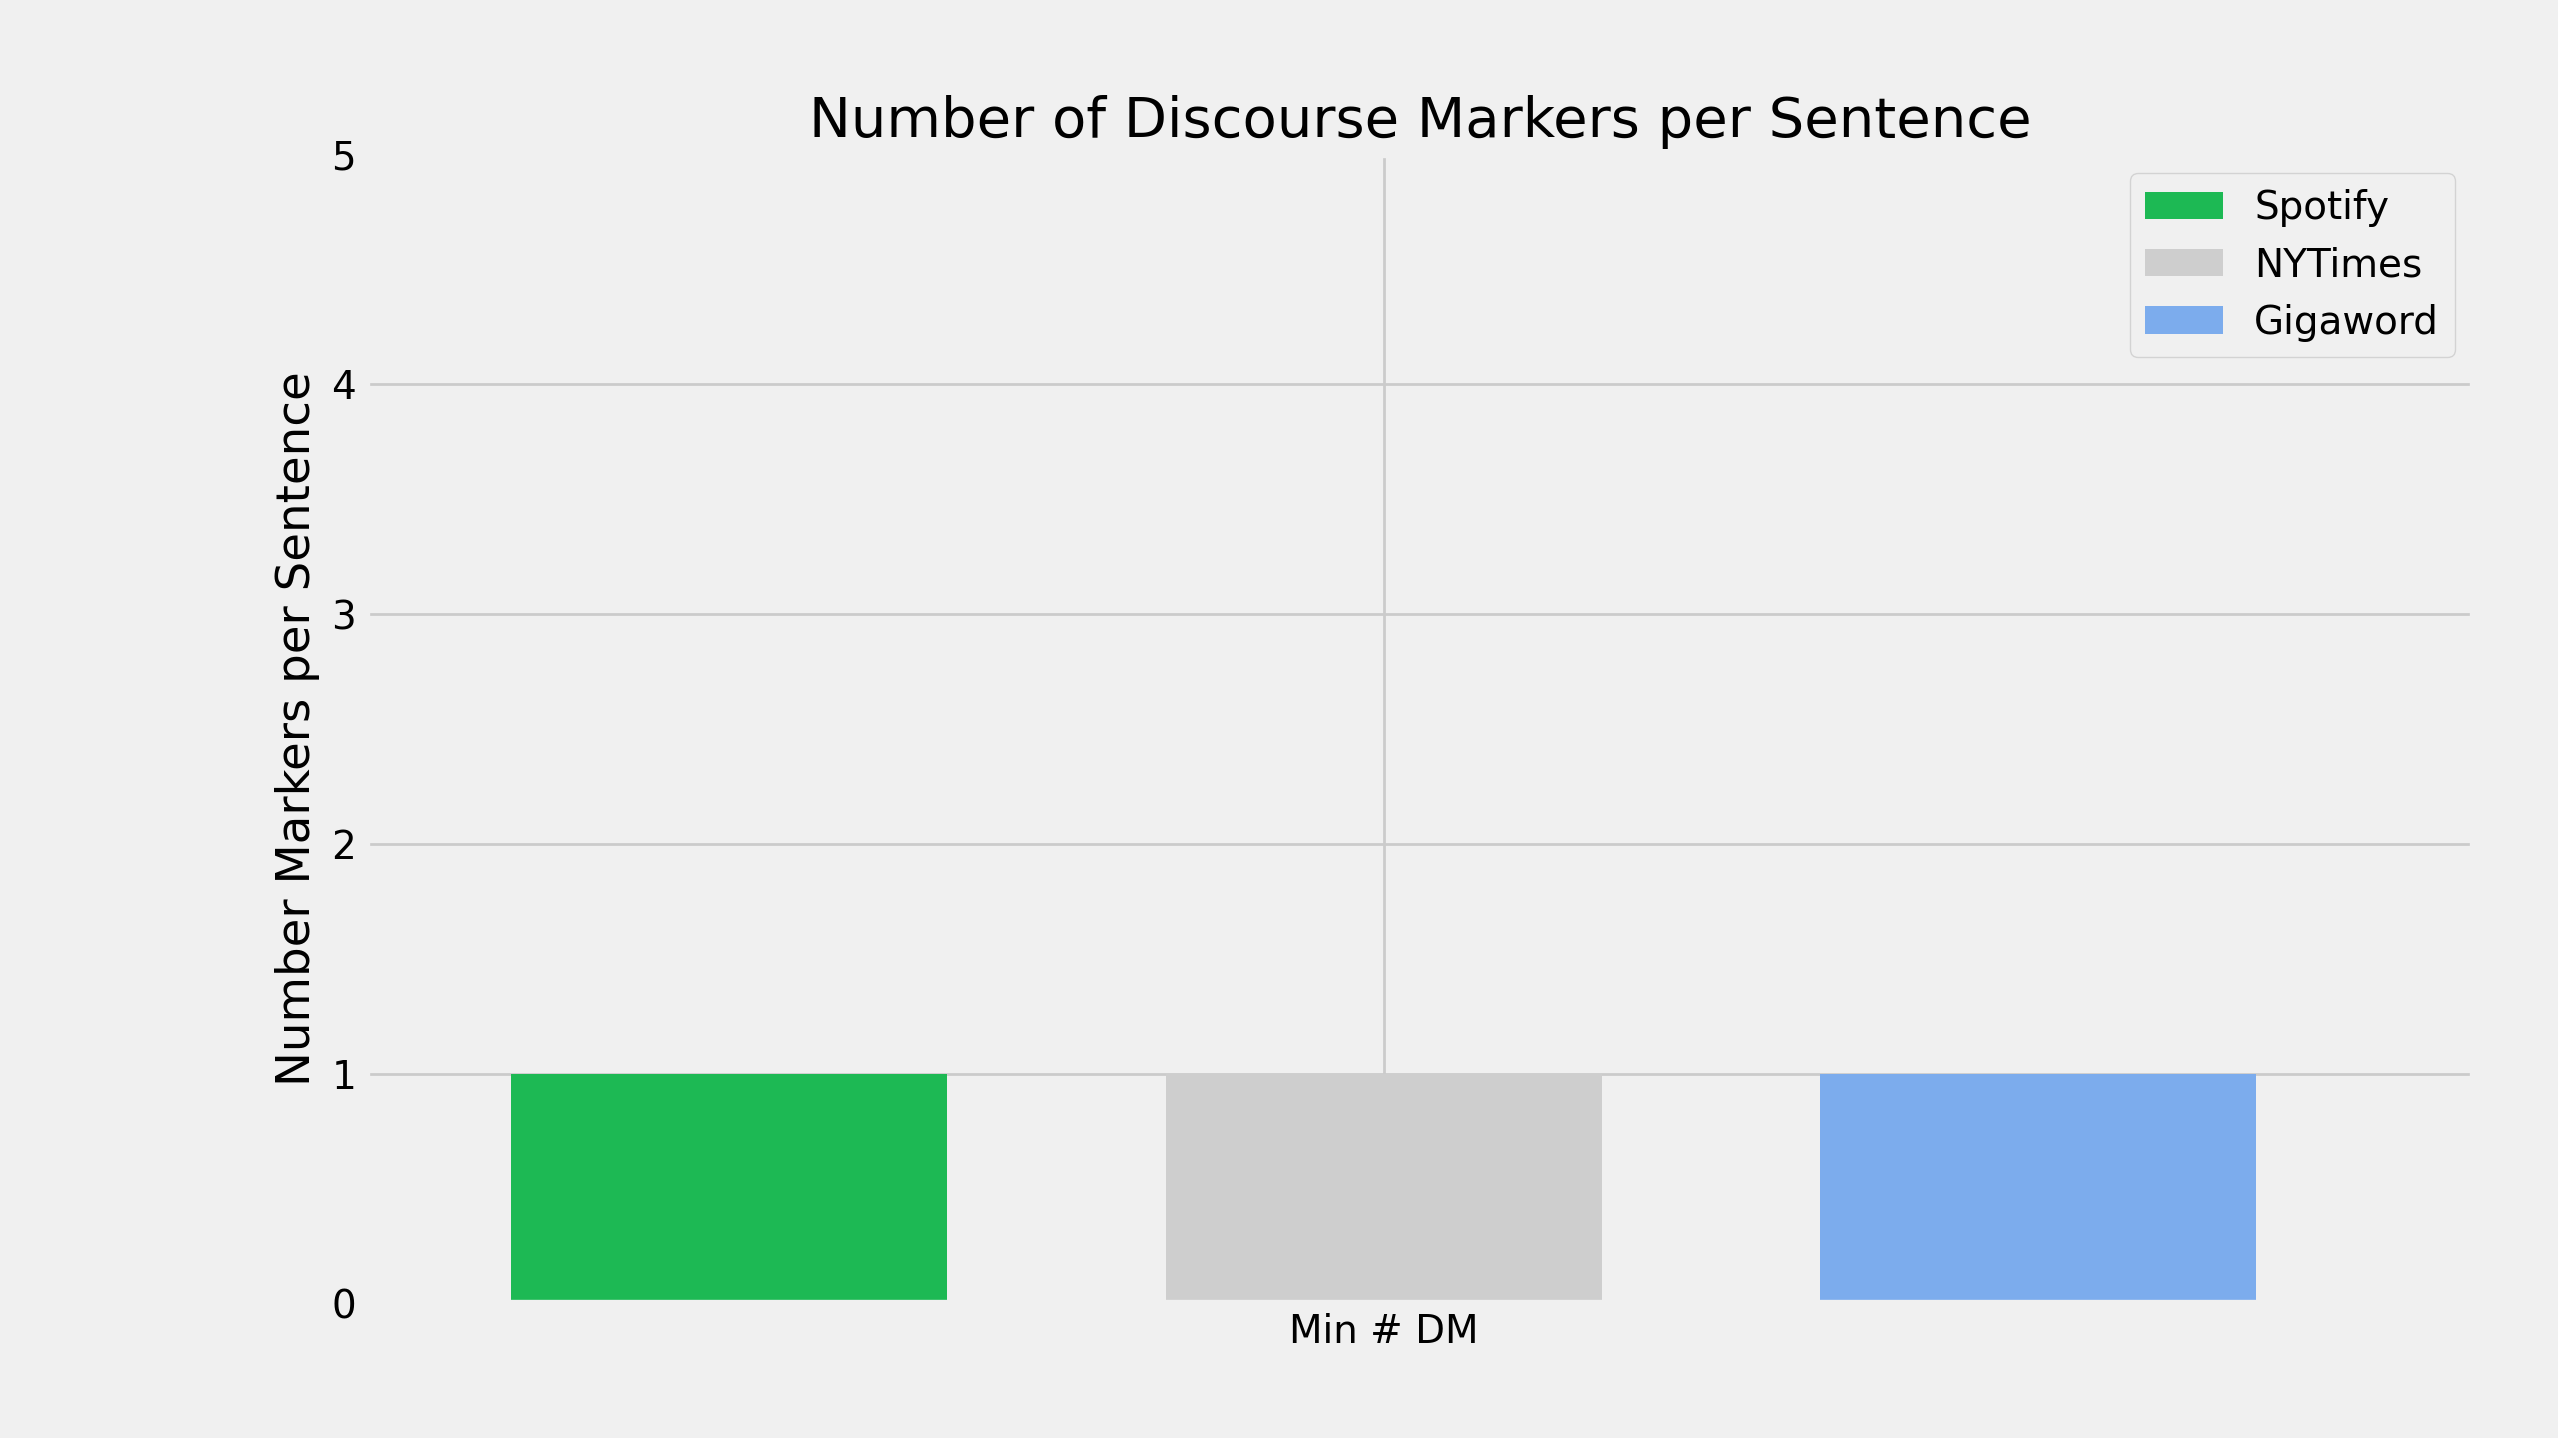 Number of Discourse Markers per Sentence
Number Markers per Sentence
5
4
3
2
1
0
Min # DM
Spotify
NYTimes
Gigaword